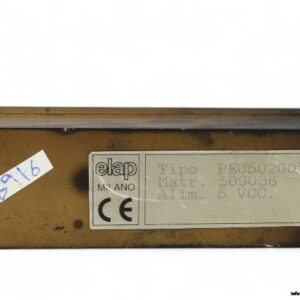 elap
MILANO
CE
Tipo PE050200
Matr. 509036
Alim. 5 VCC.